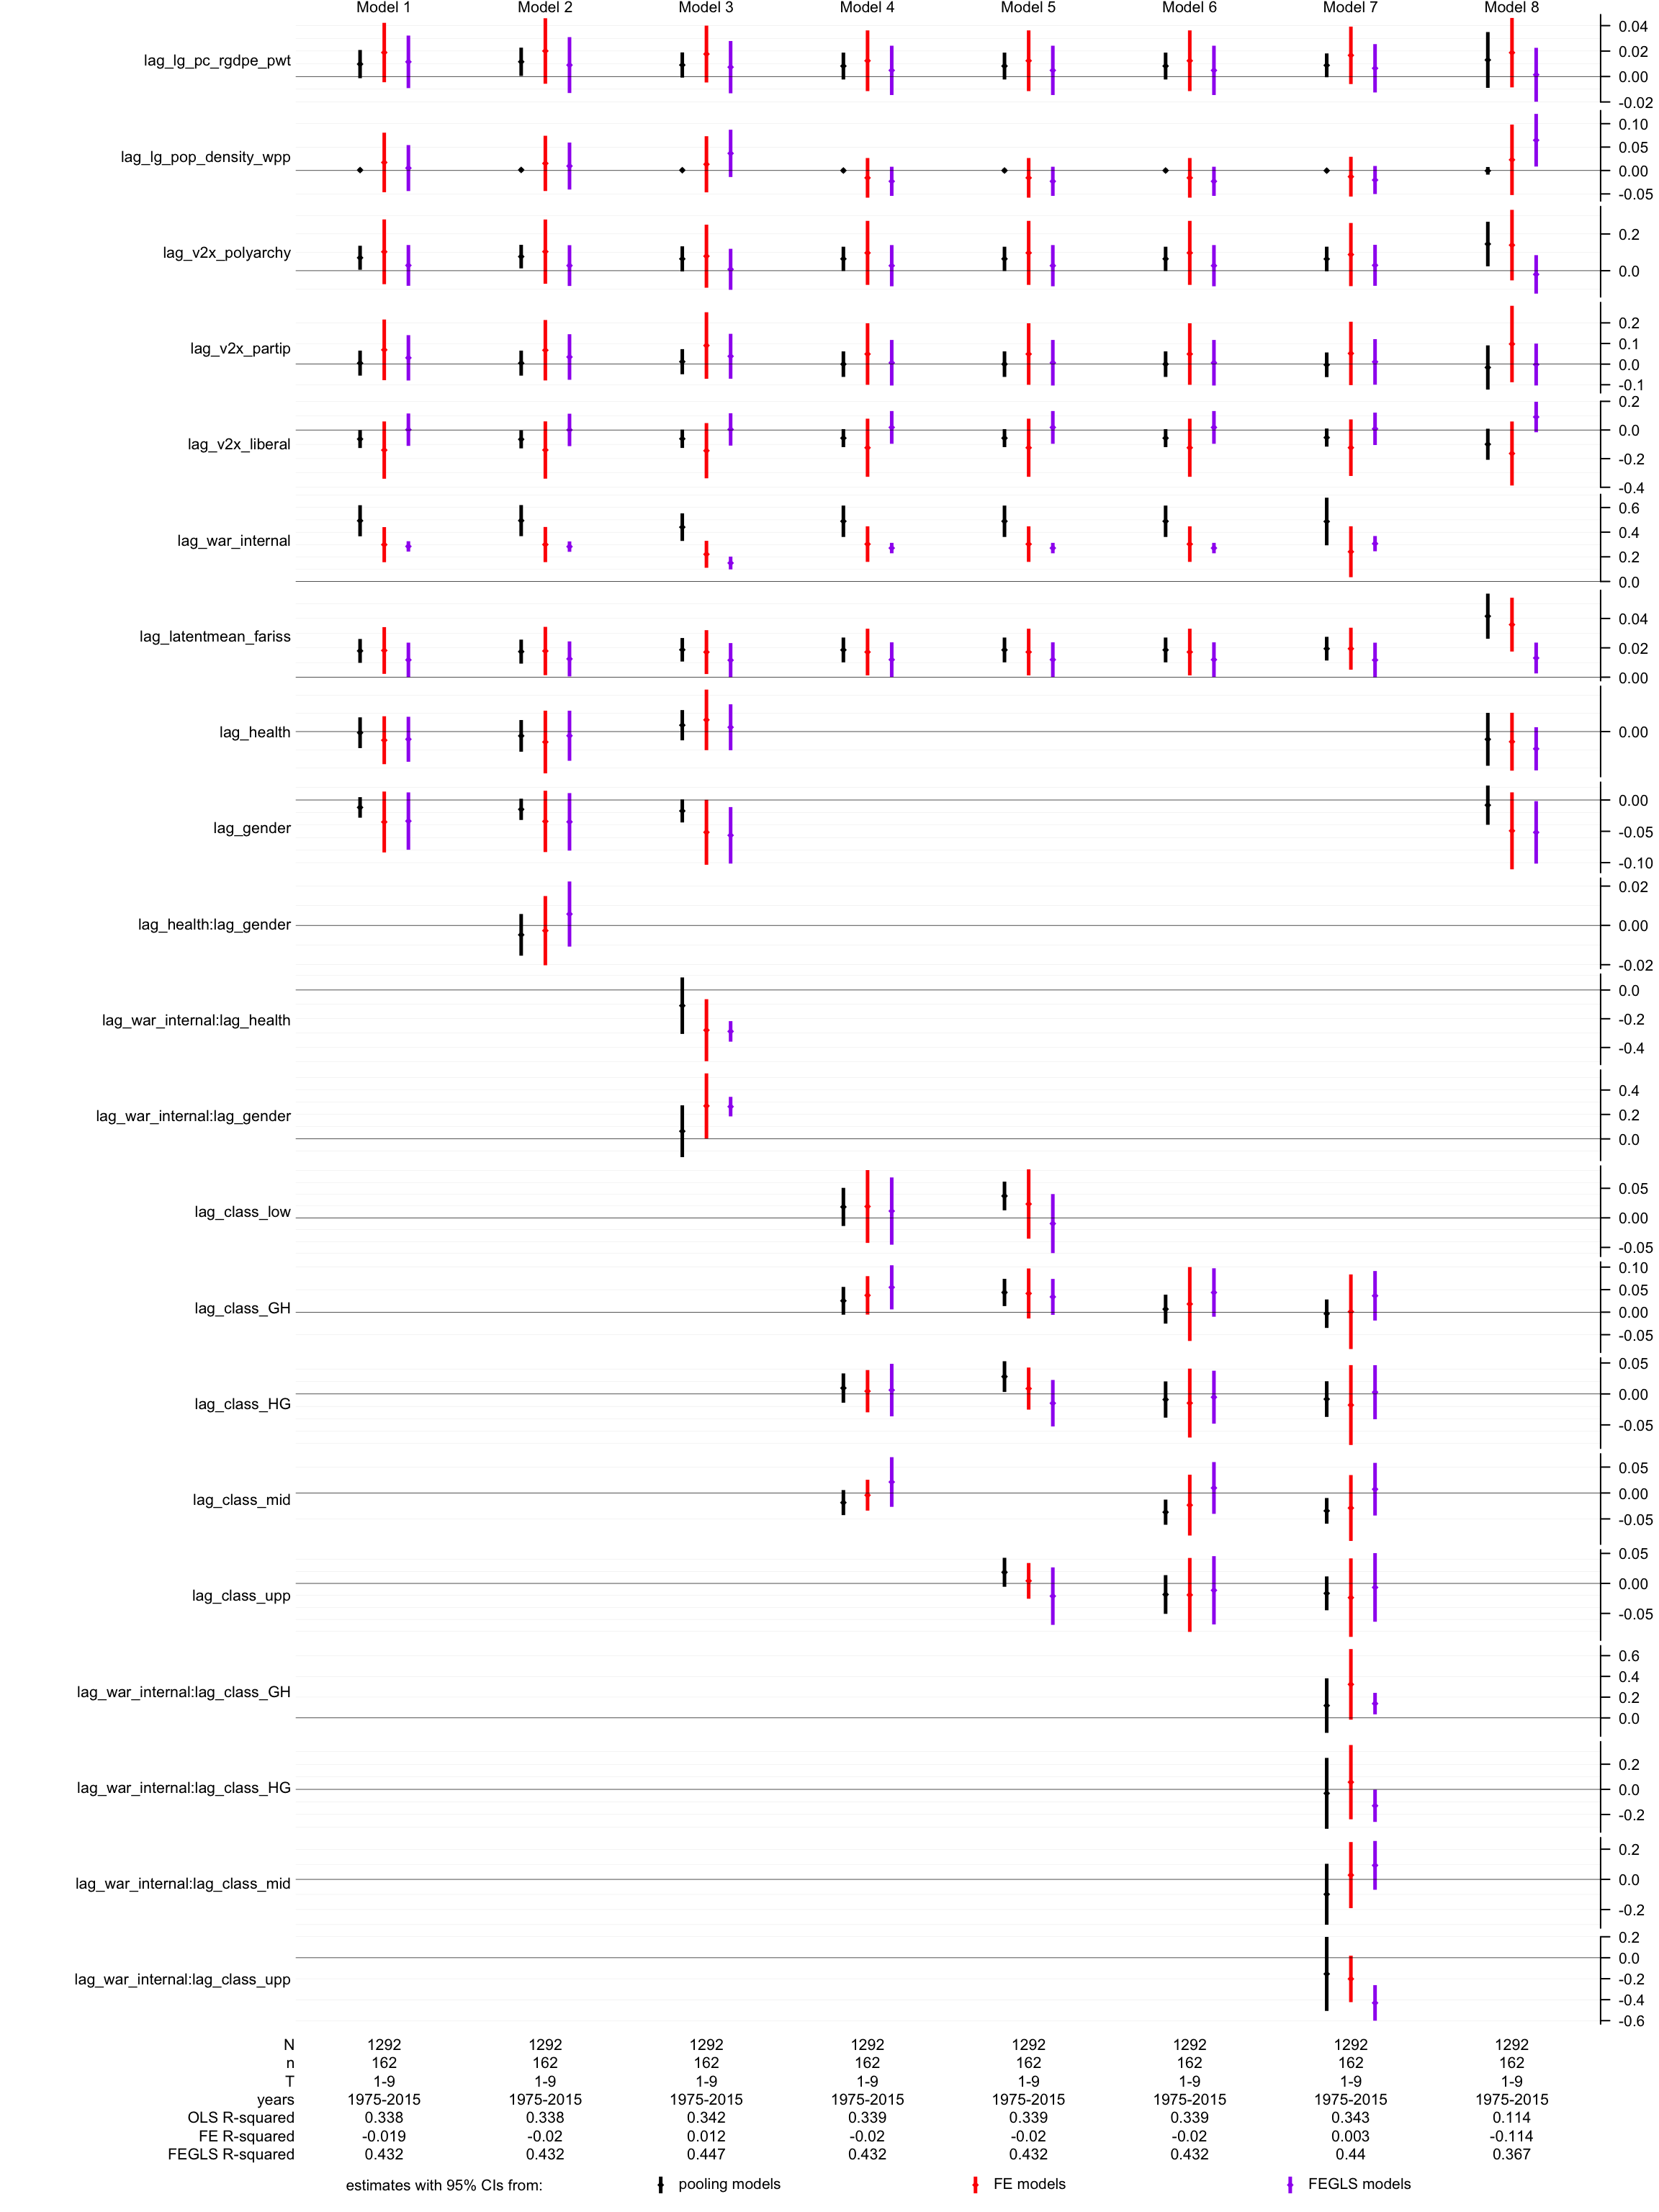 Model 1 Model 2 Model 3 Model 4 Model 5 Model 6 Model 7 Model 8
lag_lg_pc_rgdpe_pwt 0.04 0.02 0.00 -0.02
lag_lg_pop_density_wpp 0.10 0.05 0.00 -0.05
lag_v2x_polyarchy 0.2 0.0
lag_v2x_partip 0.2 0.1 0.0 -0.1
lag_v2x_liberal 0.2 0.0 -0.2 -0.4
lag_war_internal 0.6 0.4 0.2 0.0
lag_latentmean_fariss 0.04 0.02 0.00
lag_health 0.00
lag_gender 0.00 -0.05 -0.10
lag_health:lag_gender 0.02 0.00 -0.02
lag_war_internal:lag_health 0.0 -0.2 -0.4
lag_war_internal:lag_gender 0.4 0.2 0.0
lag_class_low 0.05 0.00 -0.05
lag_class_GH 0.10 0.05 0.00 -0.05
lag_class_HG 0.05 0.00 -0.05
lag_class_mid 0.05 0.00 -0.05
lag_class_upp 0.05 0.00 -0.05
lag_war_internal:lag_class_GH 0.6 0.4 0.2 0.0
lag_war_internal:lag_class_HG 0.2 0.0 -0.2
lag_war_internal:lag_class_mid 0.2 0.0 -0.2
lag_war_internal:lag_class_upp 0.2 0.0 -0.2 -0.4 -0.6
N 1292 1292 1292 1292 1292 1292 1292 1292
n 162 162 162 162 162 162 162 162
T 1-9 1-9 1-9 1-9 1-9 1-9 1-9 1-9
years 1975-2015 1975-2015 1975-2015 1975-2015 1975-2015 1975-2015 1975-2015 1975-2015
OLS R-squared 0.338 0.338 0.342 0.339 0.339 0.339 0.343 0.114
FE R-squared -0.019 -0.02 0.012 -0.02 -0.02 -0.02 0.003 -0.114
FEGLS R-squared 0.432 0.432 0.447 0.432 0.432 0.432 0.44 0.367
estimates with 95% CIs from: pooling models FE models FEGLS models